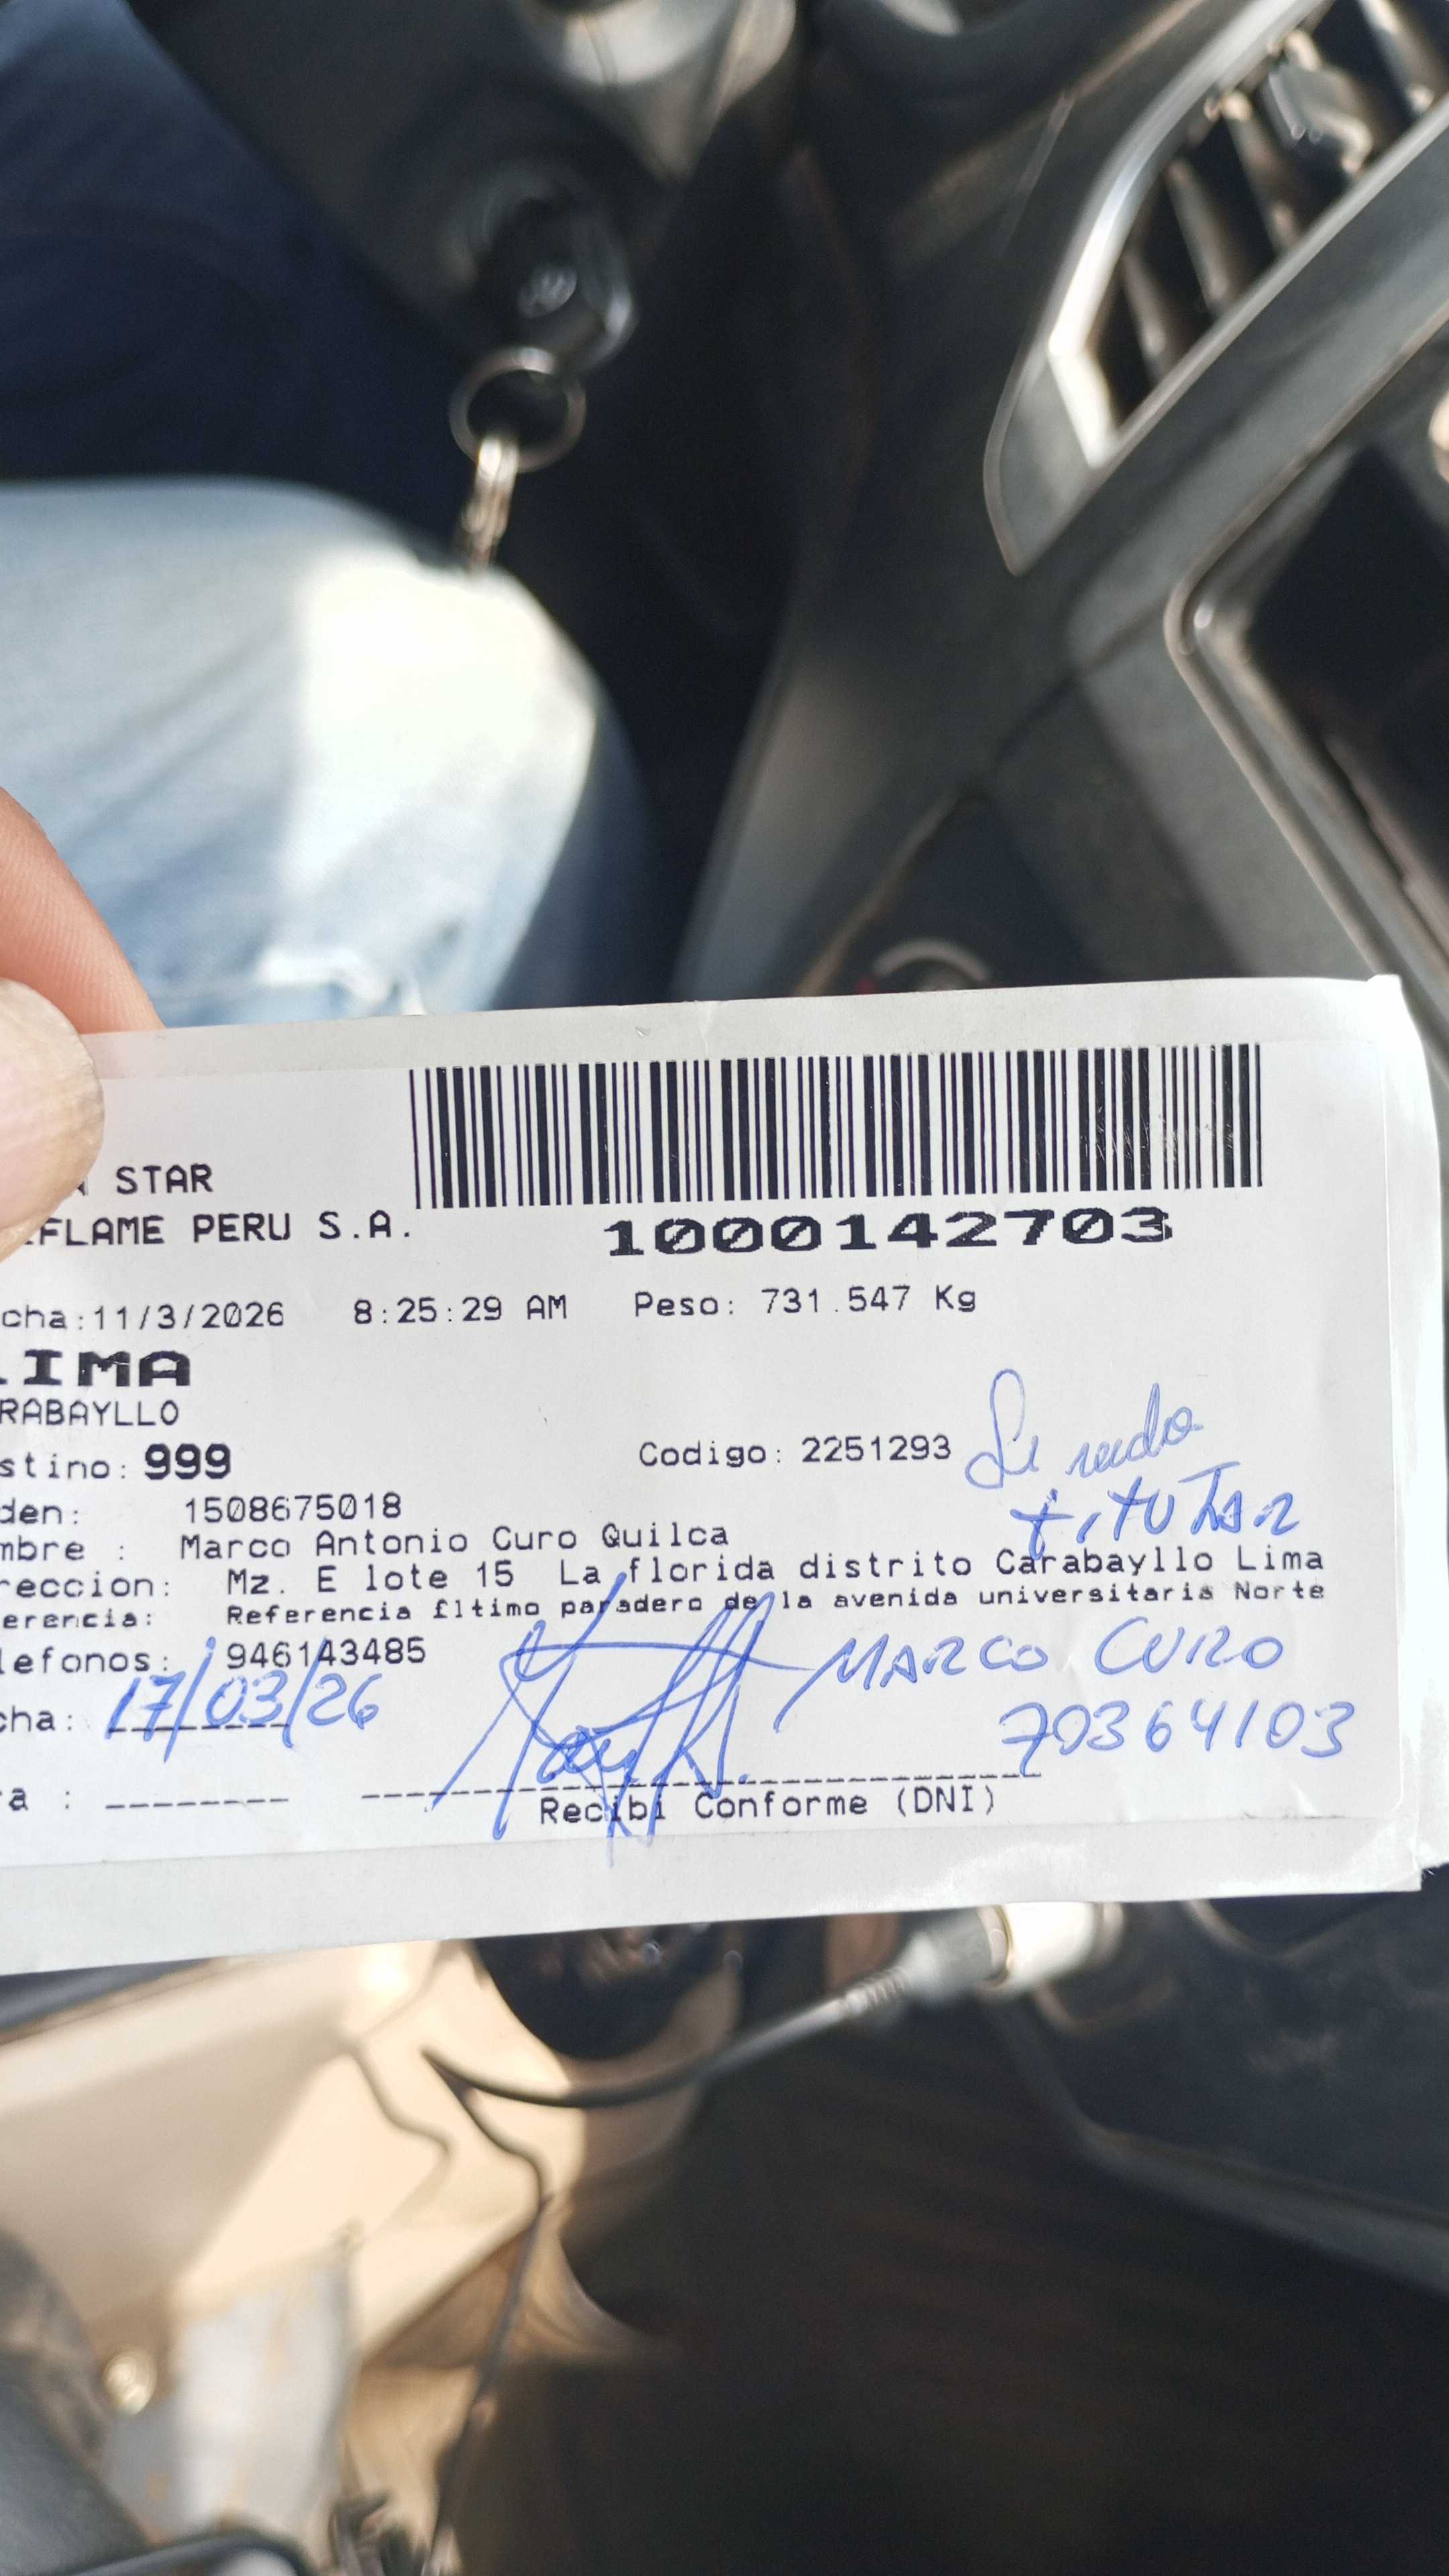 STAR
FLAME PERU S.A.
1000142703
cha:11/3/2026 8:25:29 AM Peso: 731.547 Kg
IMA
RABAYLLO
stino: 999 Codigo: 2251293
den: 1508675018
TITULAR
mbre : Marco Antonio Curo Quilca
reccion: Mz. E lote 15 La florida distrito Carabayllo Lima
erencia: Referencia £ltimo paradero de la avenida universitaria Norte
lefonos: 946143485
MARCO CURO
cha: 17/03/26
70364103
a :
Recibi Conforme (DNI)